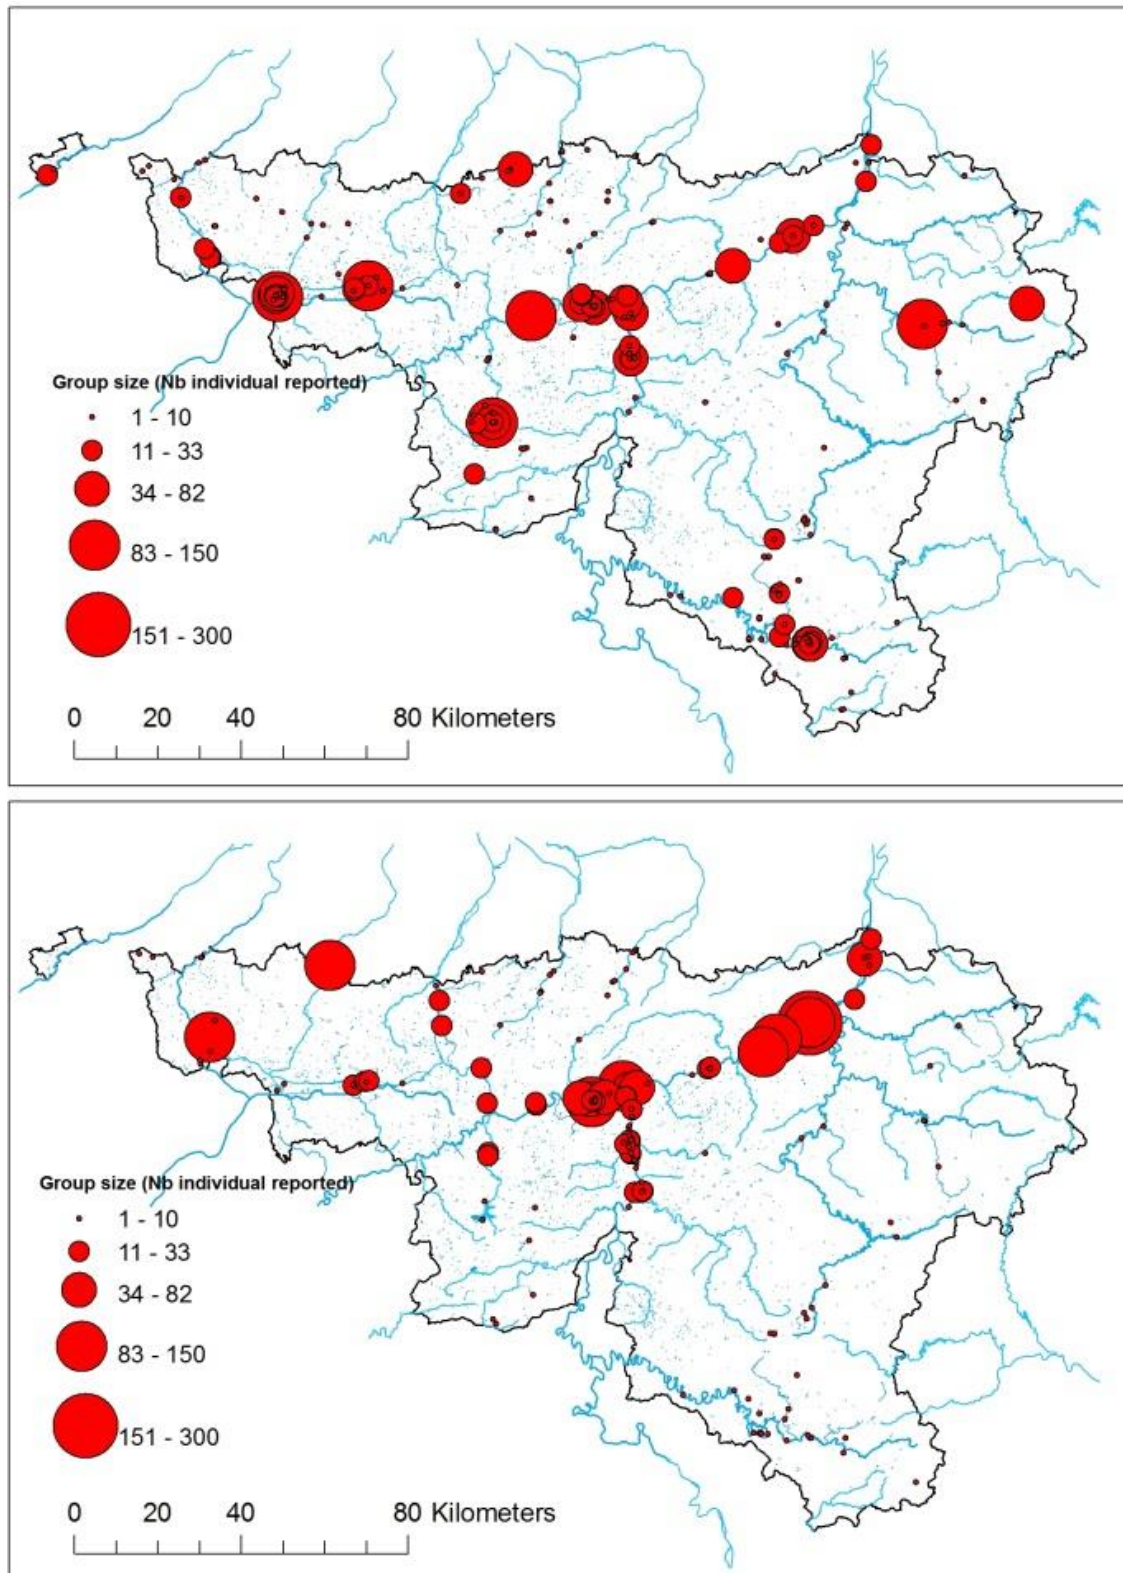 Group size (Nb individual reported)
1 - 10
11 - 33
34 - 82
83 - 150
151 - 300
0 20 40 80 Kilometers
Group size (Nb individual reported)
1 - 10
11 - 33
34 - 82
83 - 150
151 - 300
0 20 40 80 Kilometers